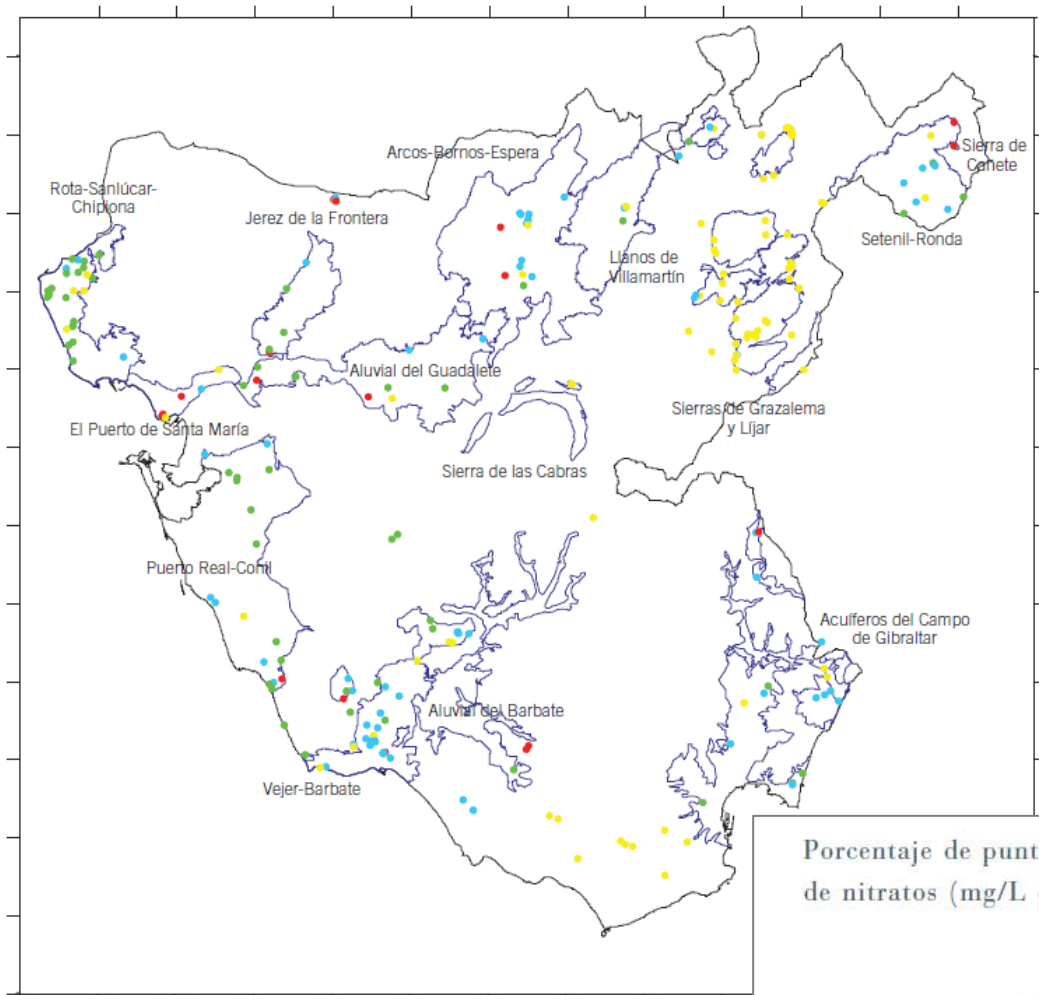 Arcos-Bornos-Espera
Sierra de
Cañete
Rota-Sanlúcar-
Chipiona
Jerez de la Frontera
Setenil-Ronda
Llanos de
Villamartín
Aluvial del Guadalete
Sierras de Grazalema
y Líjar
El Puerto de Santa María
Sierra de las Cabras
Puerto Real-Conil
Acuíferos del Campo
de Gibraltar
Aluvial del Barbate
Vejer-Barbate
Porcentaje de punt
de nitratos (mg/L